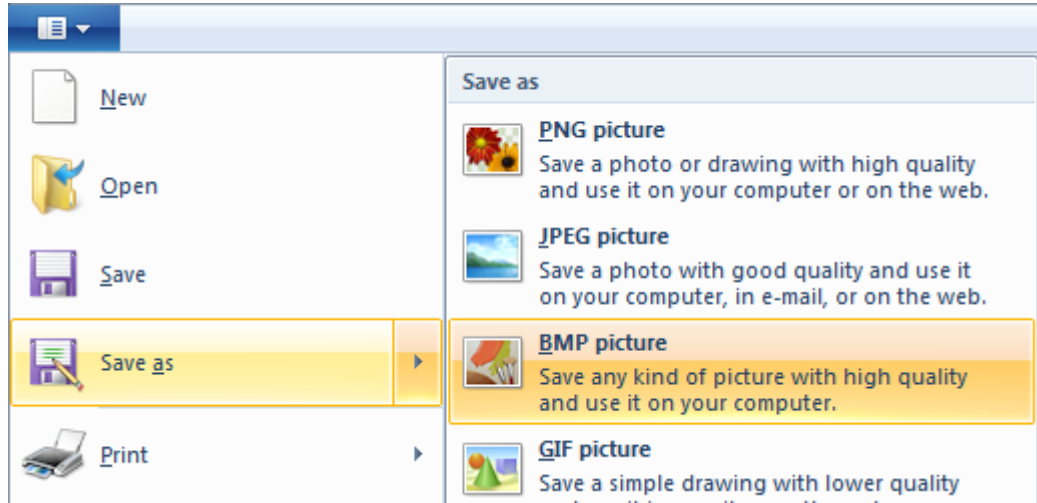 New
Open
Save
Save as
Print
Save as
PNG picture
Save a photo or drawing with high quality
and use it on your computer or on the web.
JPEG picture
Save a photo with good quality and use it
on your computer, in e-mail, or on the web.
BMP picture
Save any kind of picture with high quality
and use it on your computer.
GIF picture
Save a simple drawing with lower quality